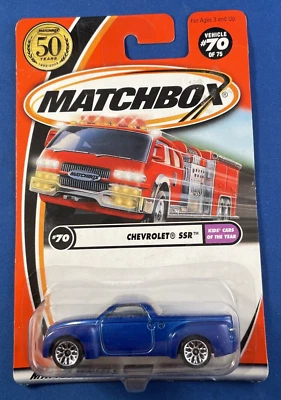 MATCHBOX
50
YEARS
For Ages 3 and Up
VEHICLE
#70
OF 75
MATCHBOX®
#70
CHEVROLET® SSR™
KIDS' CARS
OF THE YEAR